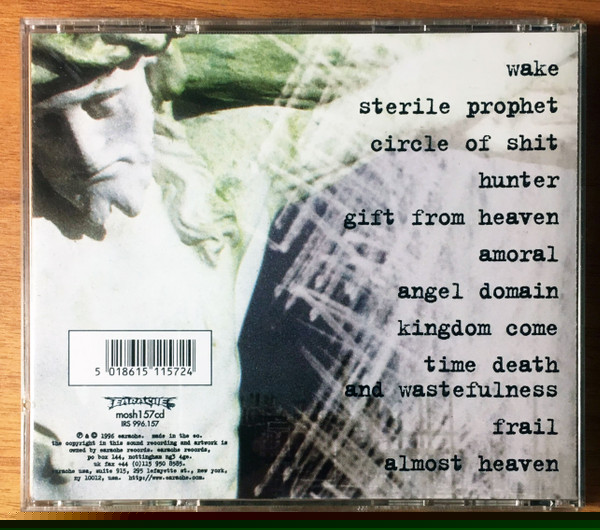 wake
sterile prophet
circle of shit
hunter
gift from heaven
amoral
angel domain
kingdom come
time death
and wastefulness
frail
almost heaven
5 018615 115724
EARACHE
mosh157cd
IRS 996.157
℗ & © 1996 earache. made in the ec.
the copyright in this sound recording and artwork is
owned by earache records. earache records,
po box 144, nottingham ng3 4ge.
uk fax +44 (0)115 950 8585.
earache usa, suite 915, 295 lafayette st., new york,
ny 10012, usa. http://www.earache.com.